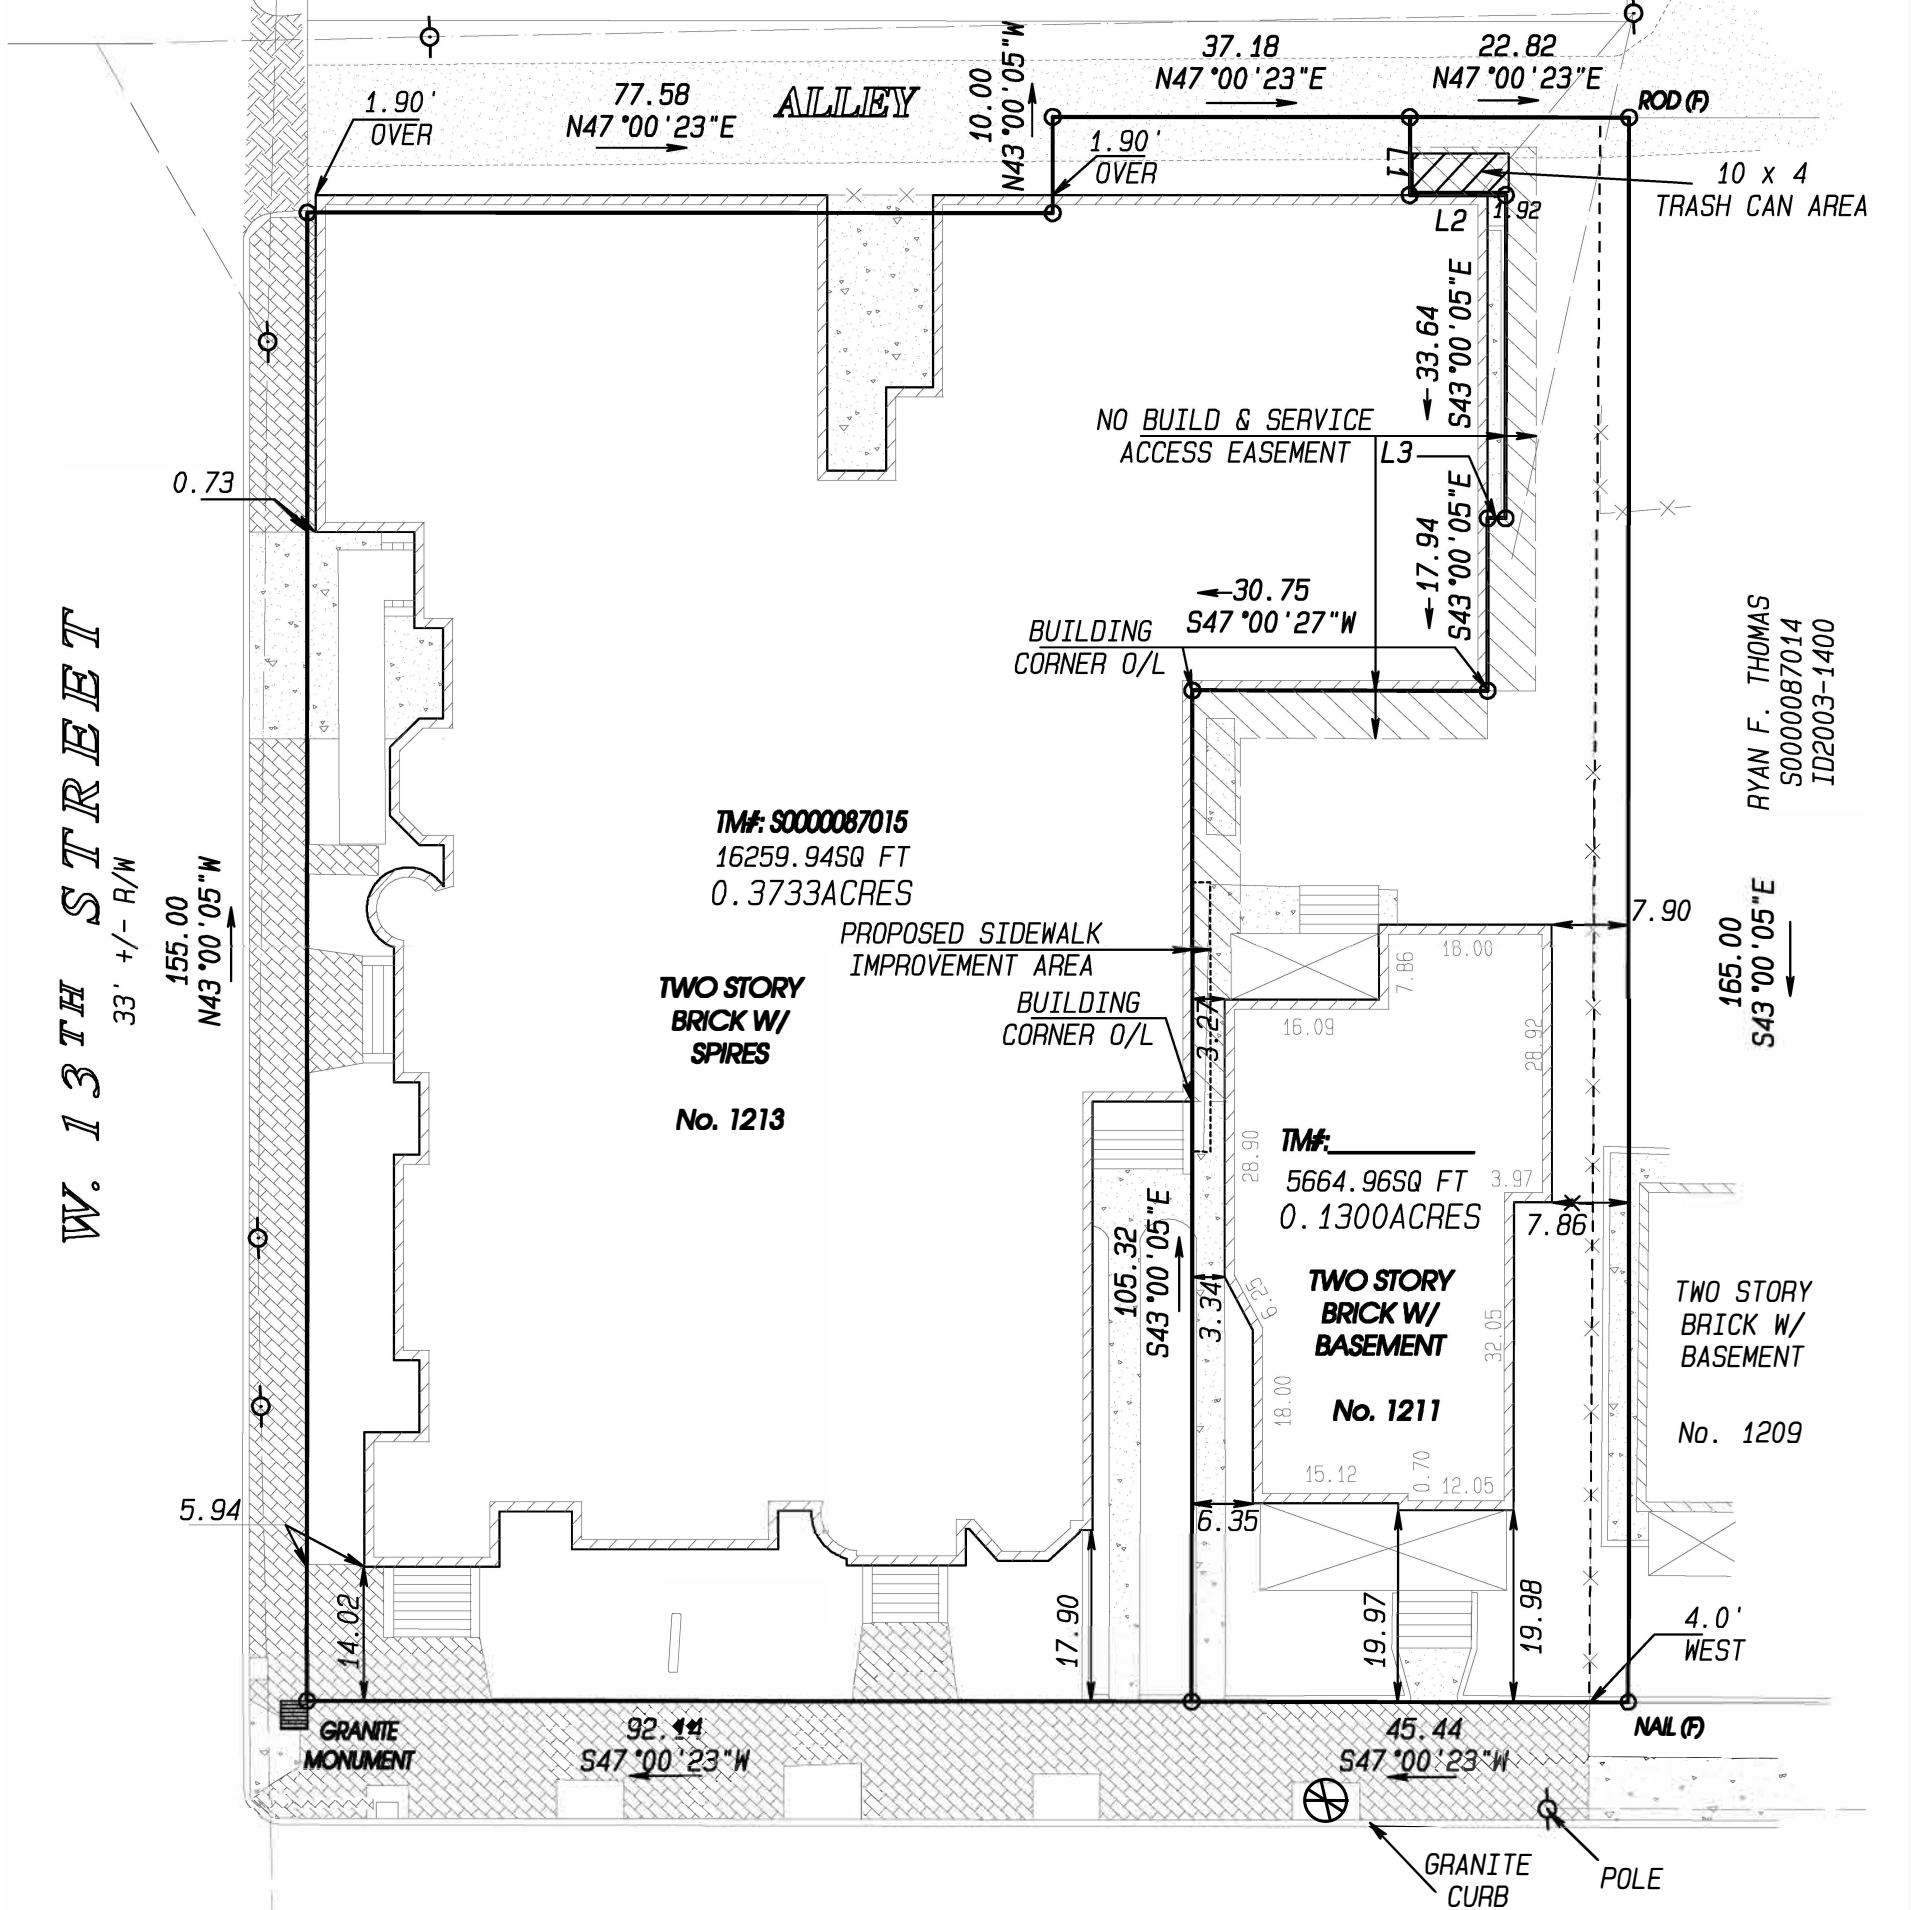 37.18
N47°00'23"E
22.82
N47°00'23"E
ROD (F)
77.58
N47°00'23"E
ALLEY
10.00
N43°00'05"W
1.90'
OVER
1.90'
OVER
L1
10 x 4
TRASH CAN AREA
L2
1.92
33.64
S43°00'05"E
NO BUILD & SERVICE
ACCESS EASEMENT
L3
0.73
17.94
S43°00'05"E
30.75
S47°00'27"W
BUILDING
CORNER O/L
RYAN F. THOMAS
S0000087014
ID2003-1400
W. 13TH STREET
33' +/- R/W
155.00
N43°00'05"W
TM#: S0000087015
16259.94SQ FT
0.3733ACRES
PROPOSED SIDEWALK
IMPROVEMENT AREA
TWO STORY
BRICK W/
SPIRES
No. 1213
BUILDING
CORNER O/L
7.90
165.00
S43°00'05"E
18.00
7.86
16.09
3.27
28.92
28.90
TM#:
5664.96SQ FT
0.1300ACRES
3.97
7.86
105.32
S43°00'05"E
3.34
6.25
TWO STORY
BRICK W/
BASEMENT
No. 1211
32.05
18.00
15.12
0.70
12.05
TWO STORY
BRICK W/
BASEMENT
No. 1209
5.94
6.35
14.02
17.90
19.97
19.98
4.0'
WEST
GRANITE
MONUMENT
S47°00'23"W
45.44
S47°00'23"W
NAIL (F)
GRANITE
CURB
POLE